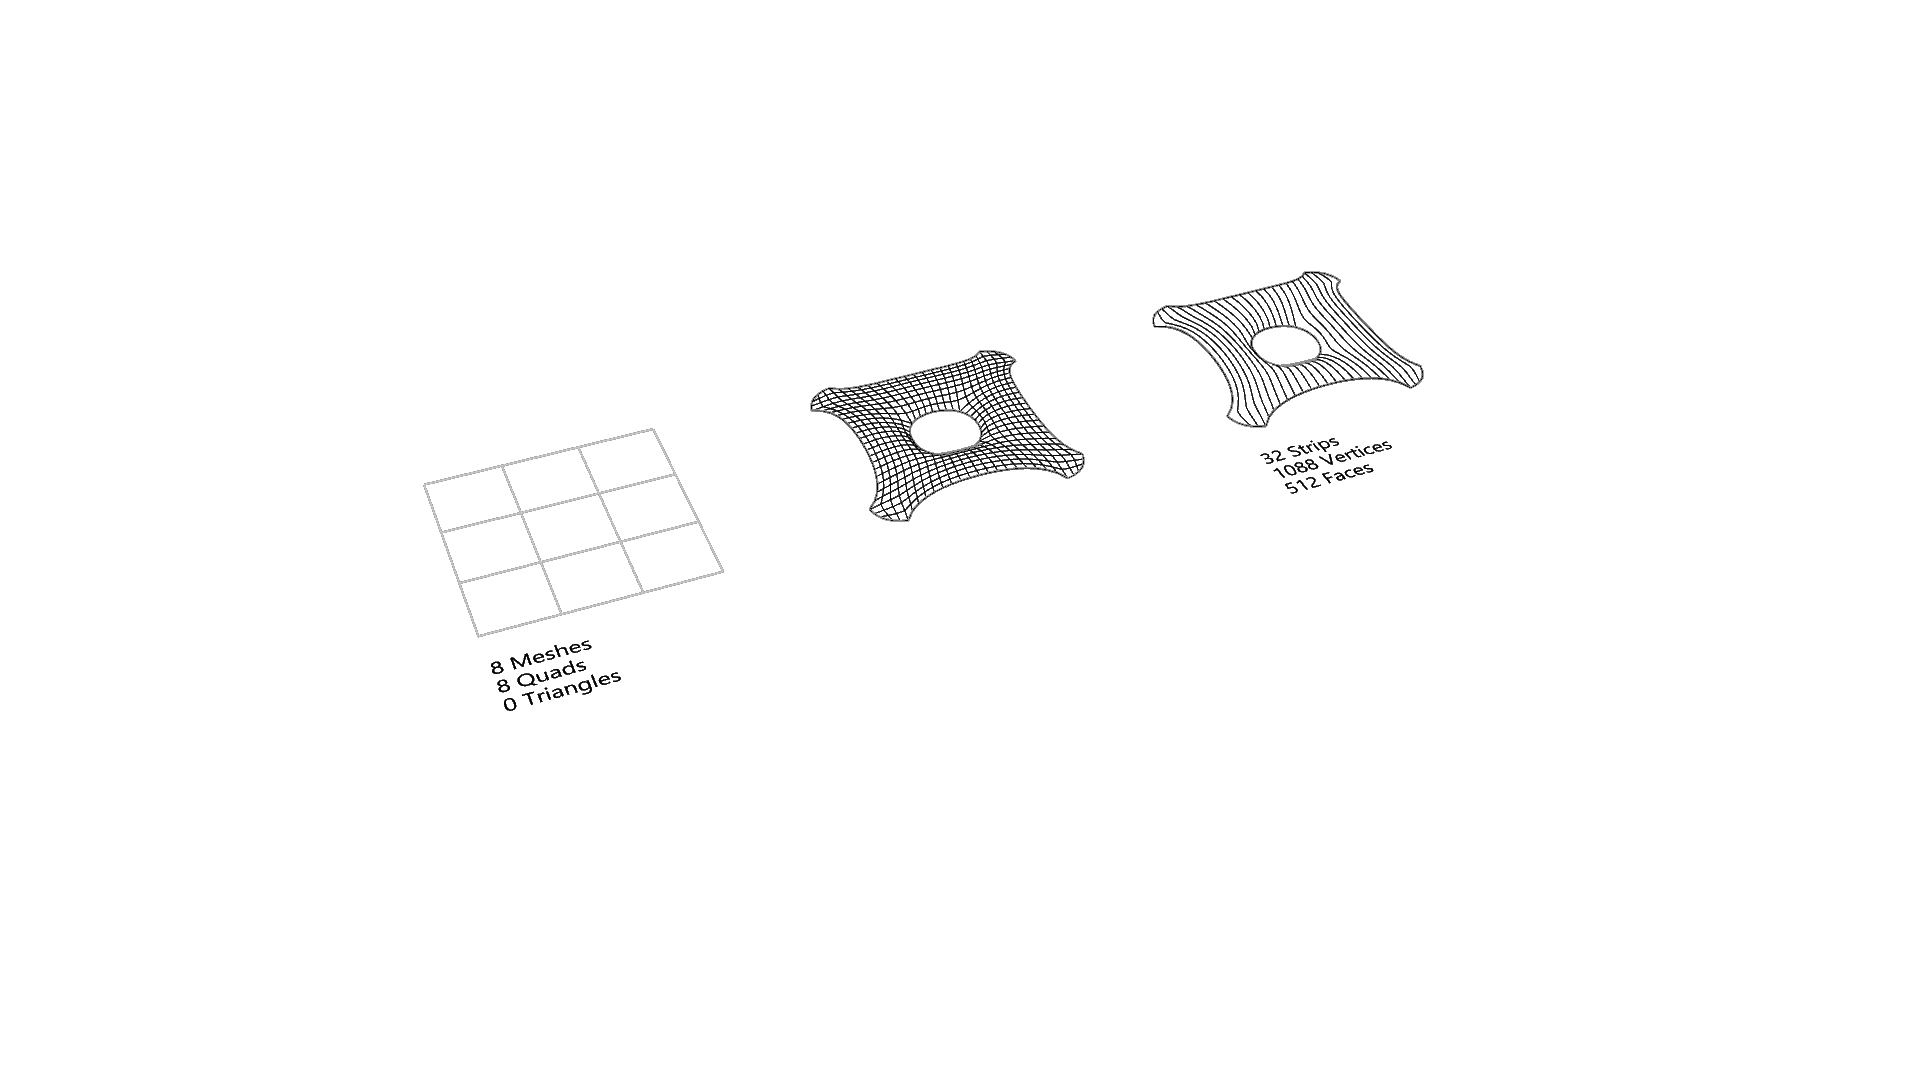 8 Meshes
8 Quads
0 Triangles
32 Strips
1088 Vertices
512 Faces